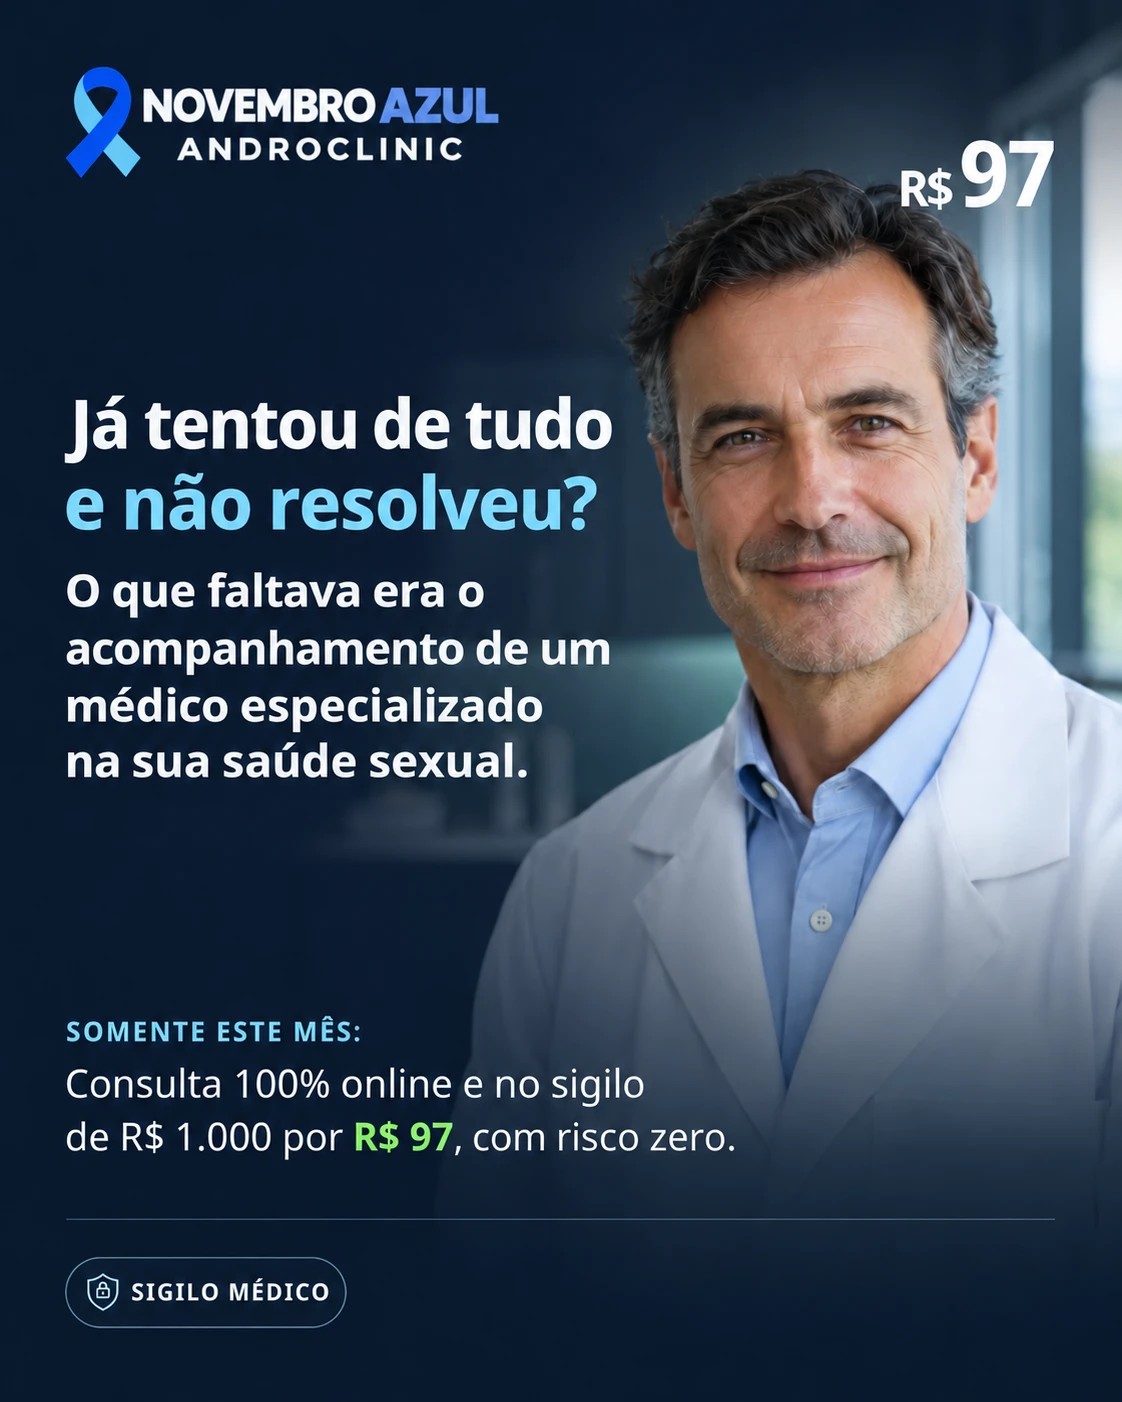 NOVEMBRO AZUL
ANDROCLINIC
R$ 97
Já tentou de tudo
e não resolveu?
O que faltava era o
acompanhamento de um
médico especializado
na sua saúde sexual.
SOMENTE ESTE MÊS:
Consulta 100% online e no sigilo
de R$ 1.000 por R$ 97, com risco zero.
SIGILO MÉDICO